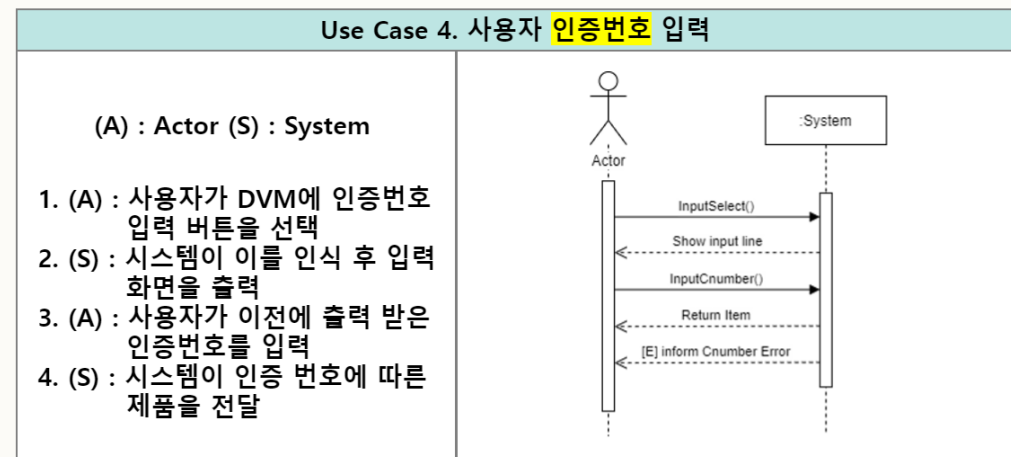 Use Case 4. 사용자 인증번호 입력
(A) : Actor (S) : System
1. (A) : 사용자가 DVM에 인증번호
입력 버튼을 선택
2. (S) : 시스템이 이를 인식 후 입력
화면을 출력
3. (A) : 사용자가 이전에 출력 받은
인증번호를 입력
4. (S) : 시스템이 인증 번호에 따른
제품을 전달
:System
Actor
InputSelect()
Show input line
InputCnumber()
Return Item
[E] inform Cnumber Error